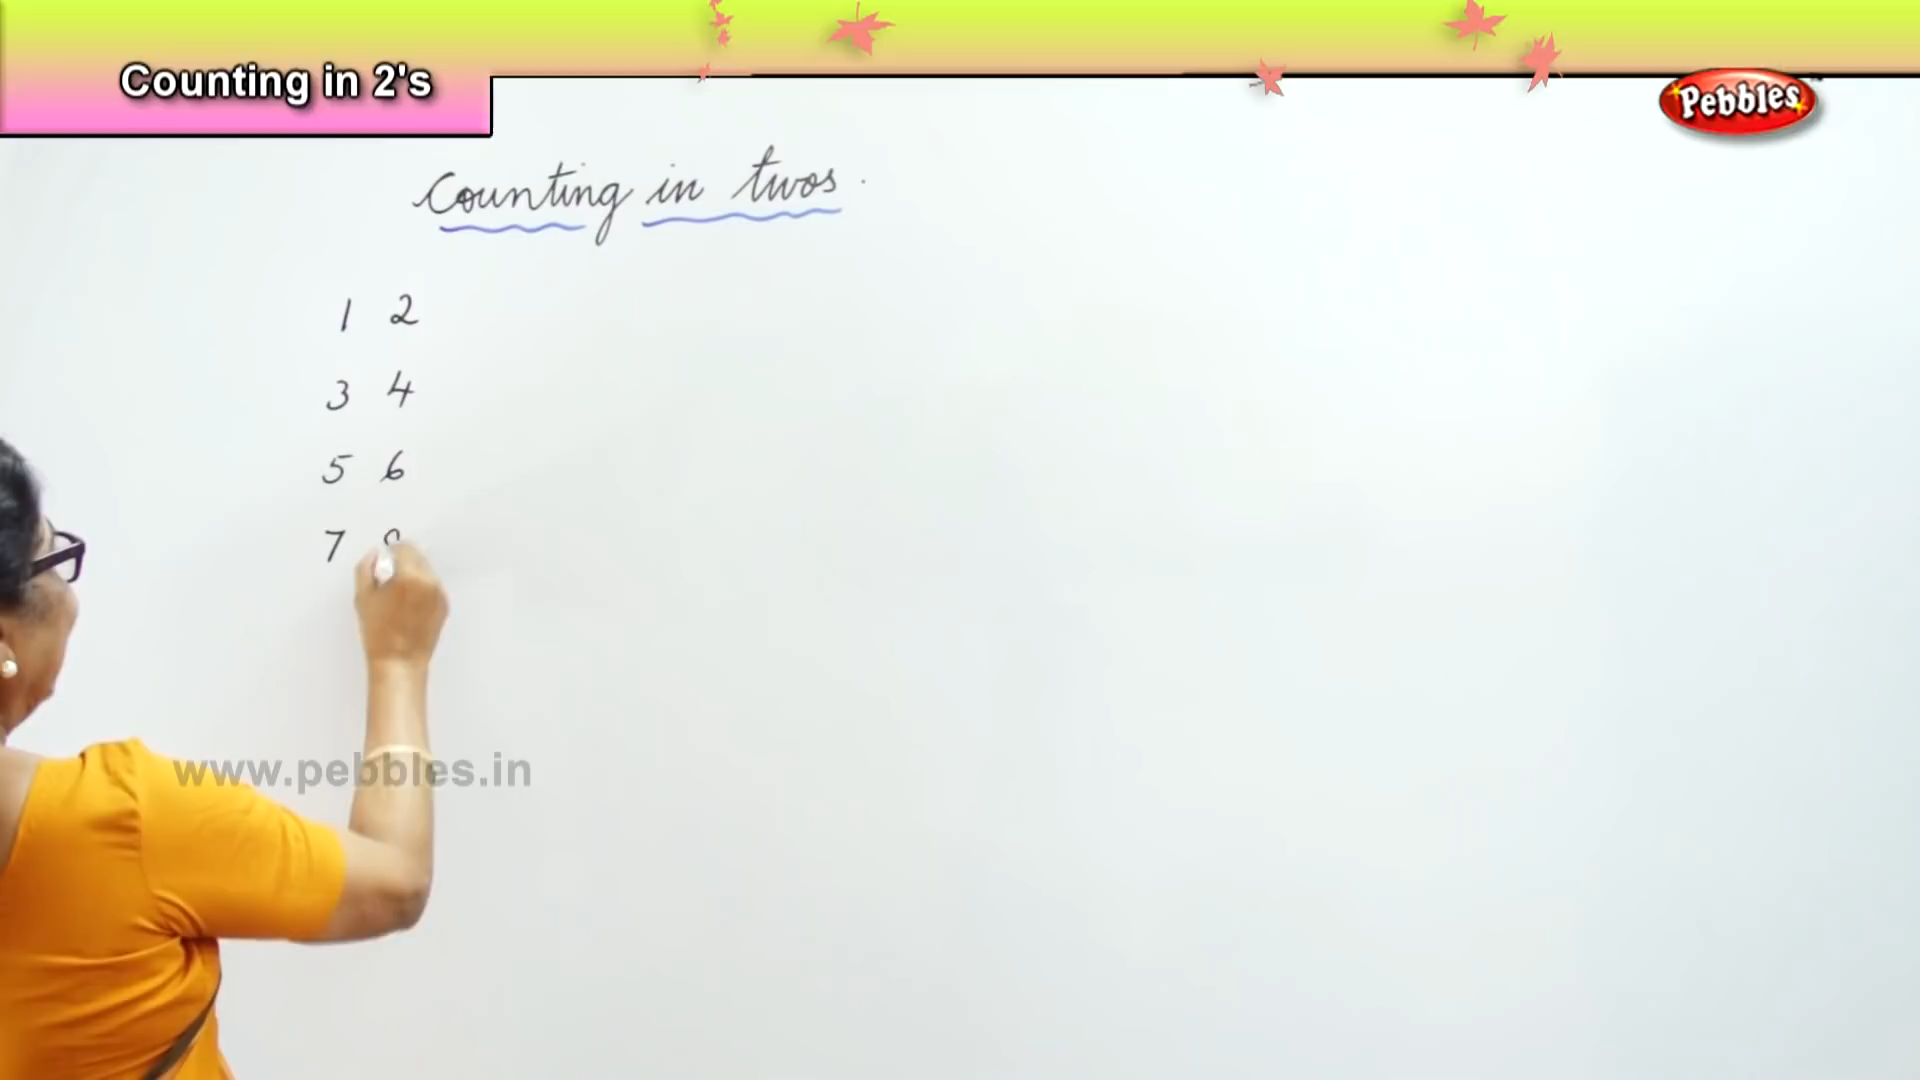 Counting in 2's
Pebbles
Counting in twos.
1 2
3 4
5 6
7
www.pebbles.in